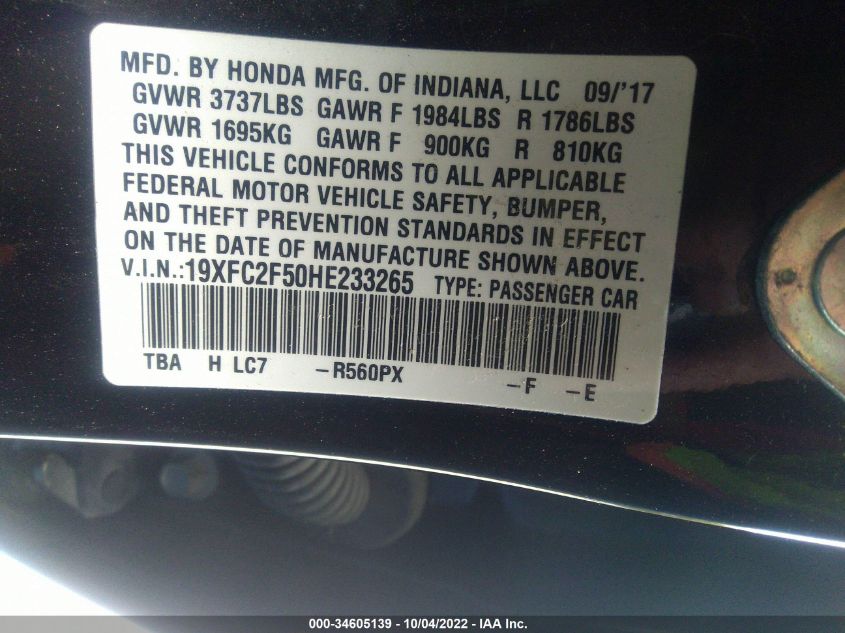 MFD. BY HONDA MFG. OF INDIANA, LLC 09/'17
GVWR 3737LBS GAWR F 1984LBS R 1786LBS
GVWR 1695KG GAWR F 900KG R 810KG
THIS VEHICLE CONFORMS TO ALL APPLICABLE
FEDERAL MOTOR VEHICLE SAFETY, BUMPER,
AND THEFT PREVENTION STANDARDS IN EFFECT
ON THE DATE OF MANUFACTURE SHOWN ABOVE.
V.I.N.:19XFC2F50HE233265 TYPE: PASSENGER CAR
TBA H LC7 –R560PX –F –E
000-34605139 - 10/04/2022 - IAA Inc.